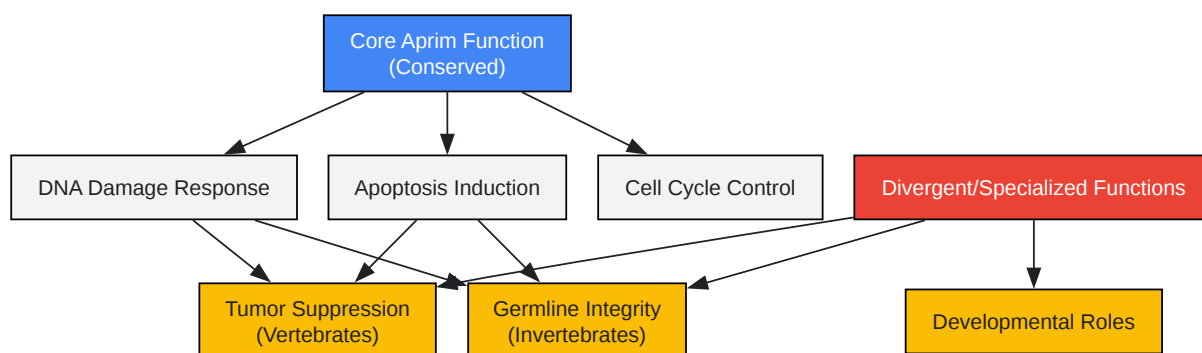 Core Aprim Function
(Conserved)
DNA Damage Response
Apoptosis Induction
Cell Cycle Control
Divergent/Specialized Functions
Tumor Suppression
(Vertebrates)
Germline Integrity
(Invertebrates)
Developmental Roles